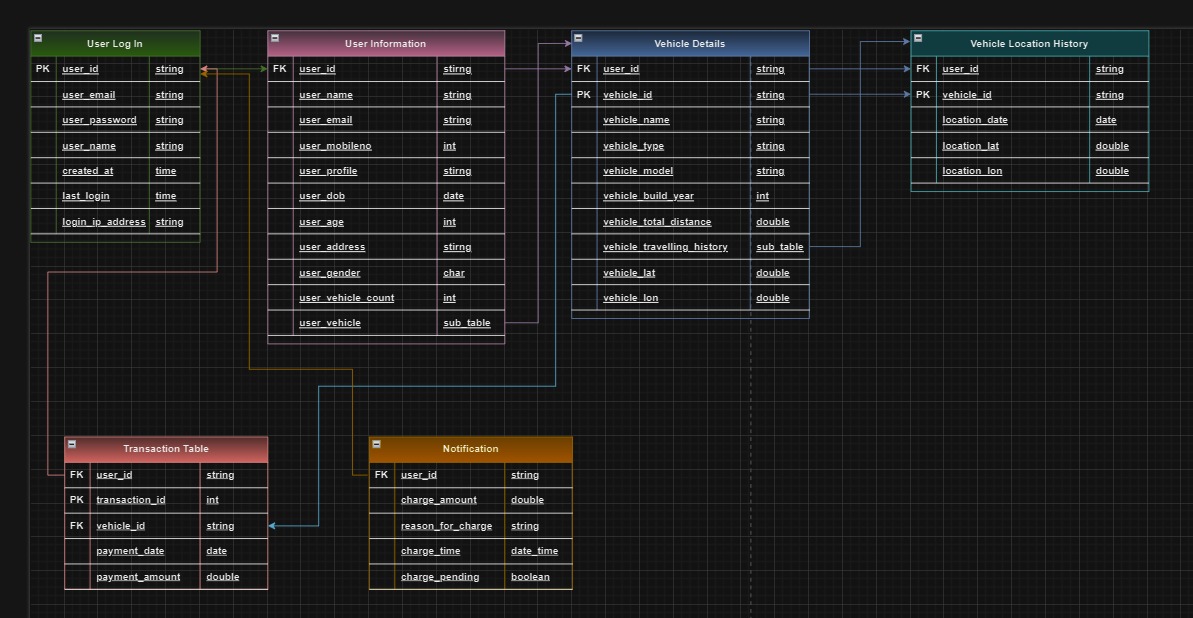 User Log In
PK user_id string
user_email string
user_password string
user_name string
created_at time
last_login time
login_ip_address string
User Information
FK user_id stirng
user_name string
user_email string
user_mobileno int
user_profile stirng
user_dob date
user_age int
user_address stirng
user_gender char
user_vehicle_count int
user_vehicle sub_table
Vehicle Details
FK user_id string
PK vehicle_id string
vehicle_name string
vehicle_type string
vehicle_model string
vehicle_build_year int
vehicle_total_distance double
vehicle_travelling_history sub_table
vehicle_lat double
vehicle_lon double
Vehicle Location History
FK user_id string
PK vehicle_id string
location_date date
location_lat double
location_lon double
Transaction Table
FK user_id string
PK transaction_id int
FK vehicle_id string
payment_date date
payment_amount double
Notification
FK user_id string
charge_amount double
reason_for_charge string
charge_time date_time
charge_pending boolean